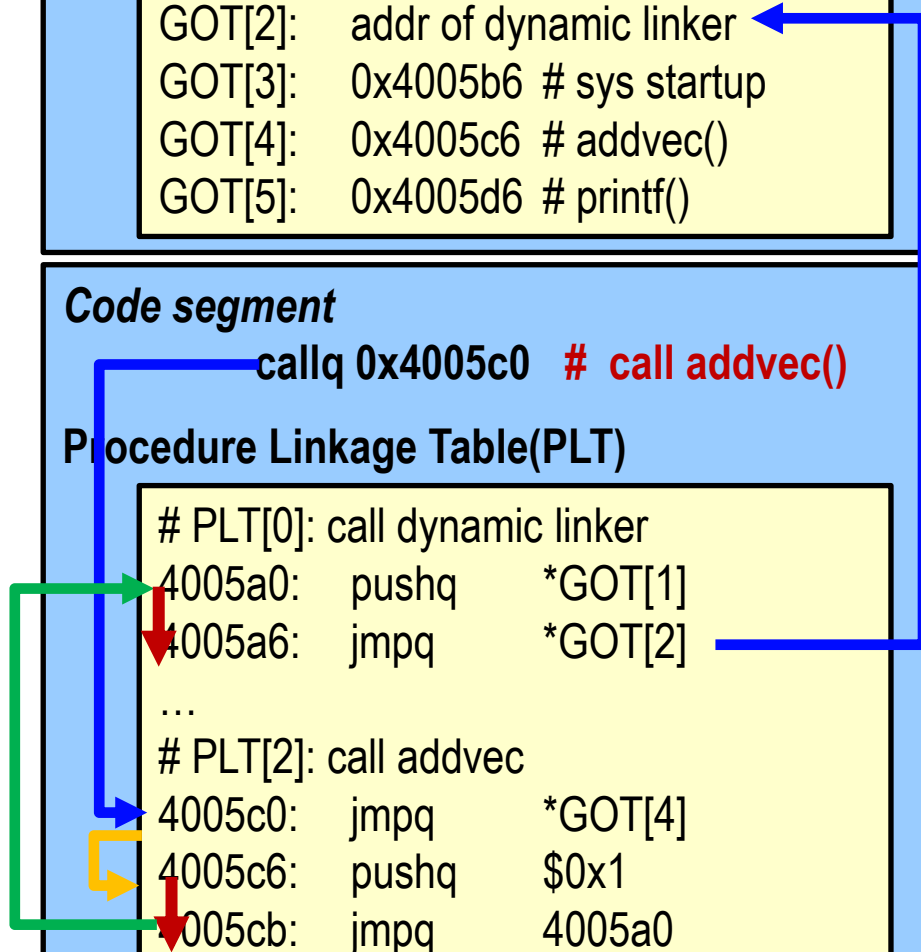 GOT[2]: addr of dynamic linker
GOT[3]: 0x4005b6 # sys startup
GOT[4]: 0x4005c6 # addvec()
GOT[5]: 0x4005d6 # printf()
Code segment
callq 0x4005c0 # call addvec()
Procedure Linkage Table(PLT)
# PLT[0]: call dynamic linker
4005a0: pushq *GOT[1]
4005a6: jmpq *GOT[2]
…
# PLT[2]: call addvec
4005c0: jmpq *GOT[4]
4005c6: pushq $0x1
4005cb: jmpq 4005a0